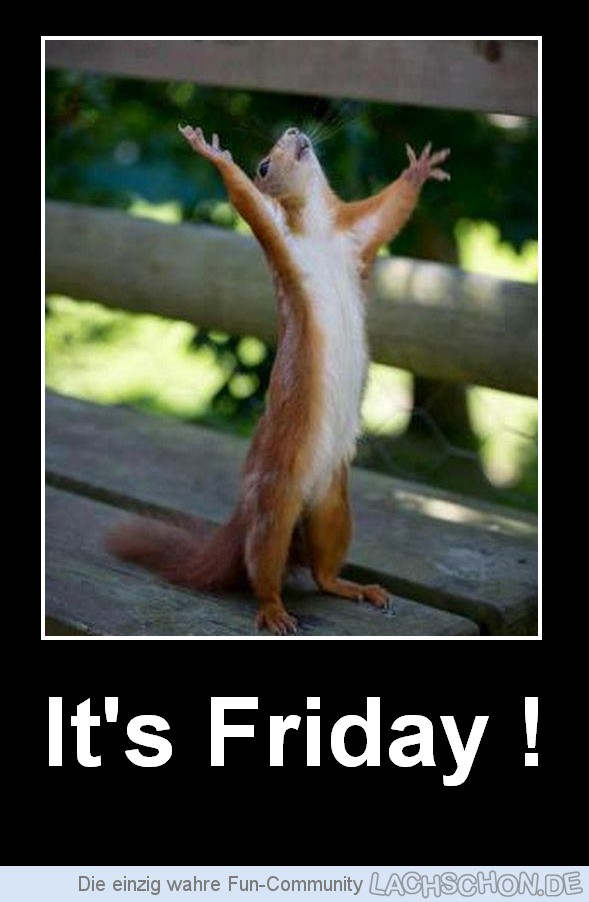 It's Friday !
Die einzig wahre Fun-Community LACHSCHON.DE